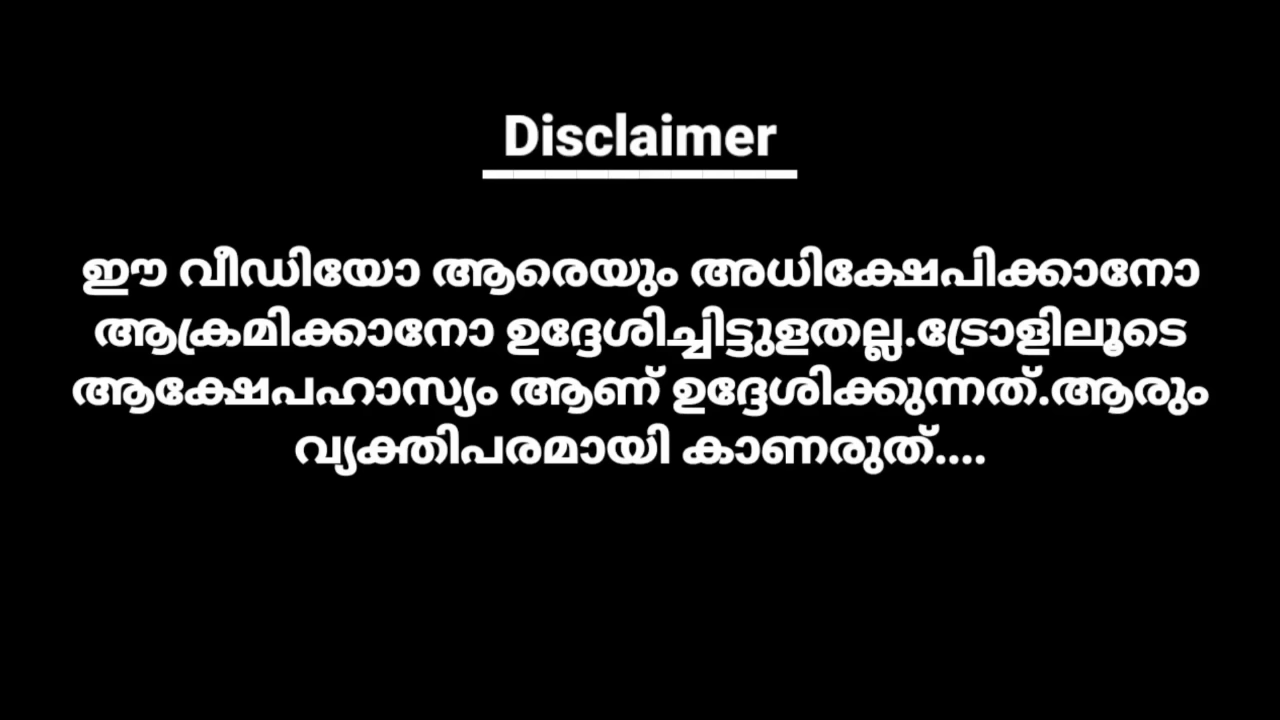 Disclaimer
ഈ വീഡിയോ ആരെയും അധിക്ഷേപിക്കാനോ
ആക്രമിക്കാനോ ഉദ്ദേശിച്ചിട്ടുളതല്ല.ട്രോളിലൂടെ
ആക്ഷേപഹാസ്യം ആണ് ഉദ്ദേശിക്കുന്നത്.ആരും
വ്യക്തിപരമായി കാണരുത്....